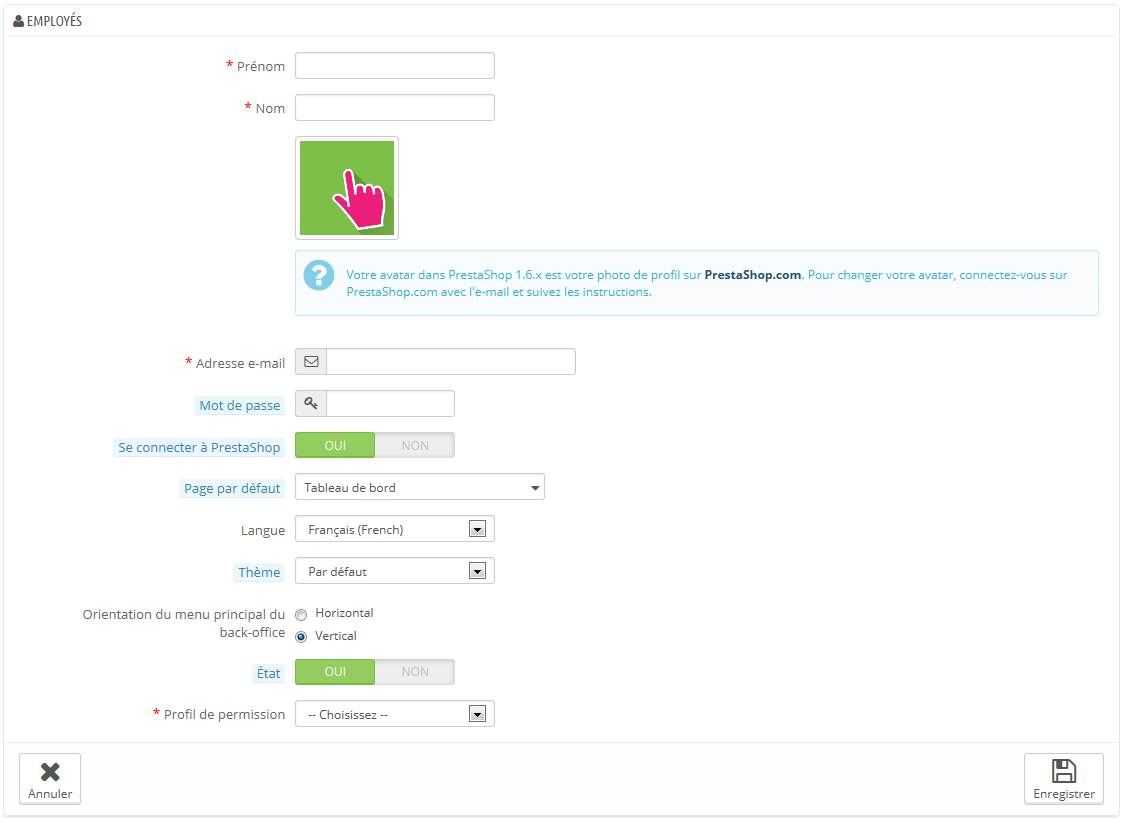 EMPLOYÉS
* Prénom
* Nom
? Votre avatar dans PrestaShop 1.6.x est votre photo de profil sur PrestaShop.com. Pour changer votre avatar, connectez-vous sur
PrestaShop.com avec l'e-mail et suivez les instructions.
* Adresse e-mail
Mot de passe
Se connecter à PrestaShop OUI NON
Page par défaut Tableau de bord
Langue Français (French)
Thème Par défaut
Orientation du menu principal du
back-office
Horizontal
Vertical
État OUI NON
* Profil de permission -- Choisissez --
Annuler Enregistrer